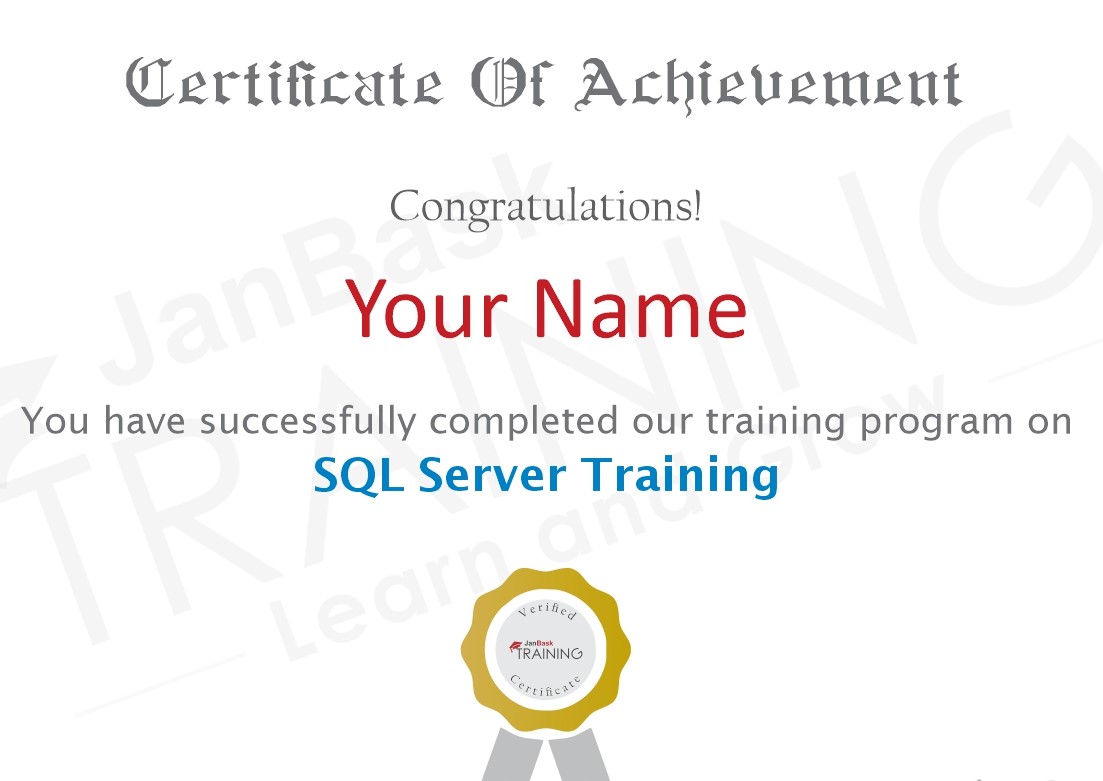 Certificate Of Achievement
Congratulations!
Your Name
You have successfully completed our training program on
SQL Server Training
JanBask
TRAINING
Learn and Grow
Verified
JanBask
TRAINING
Certificate